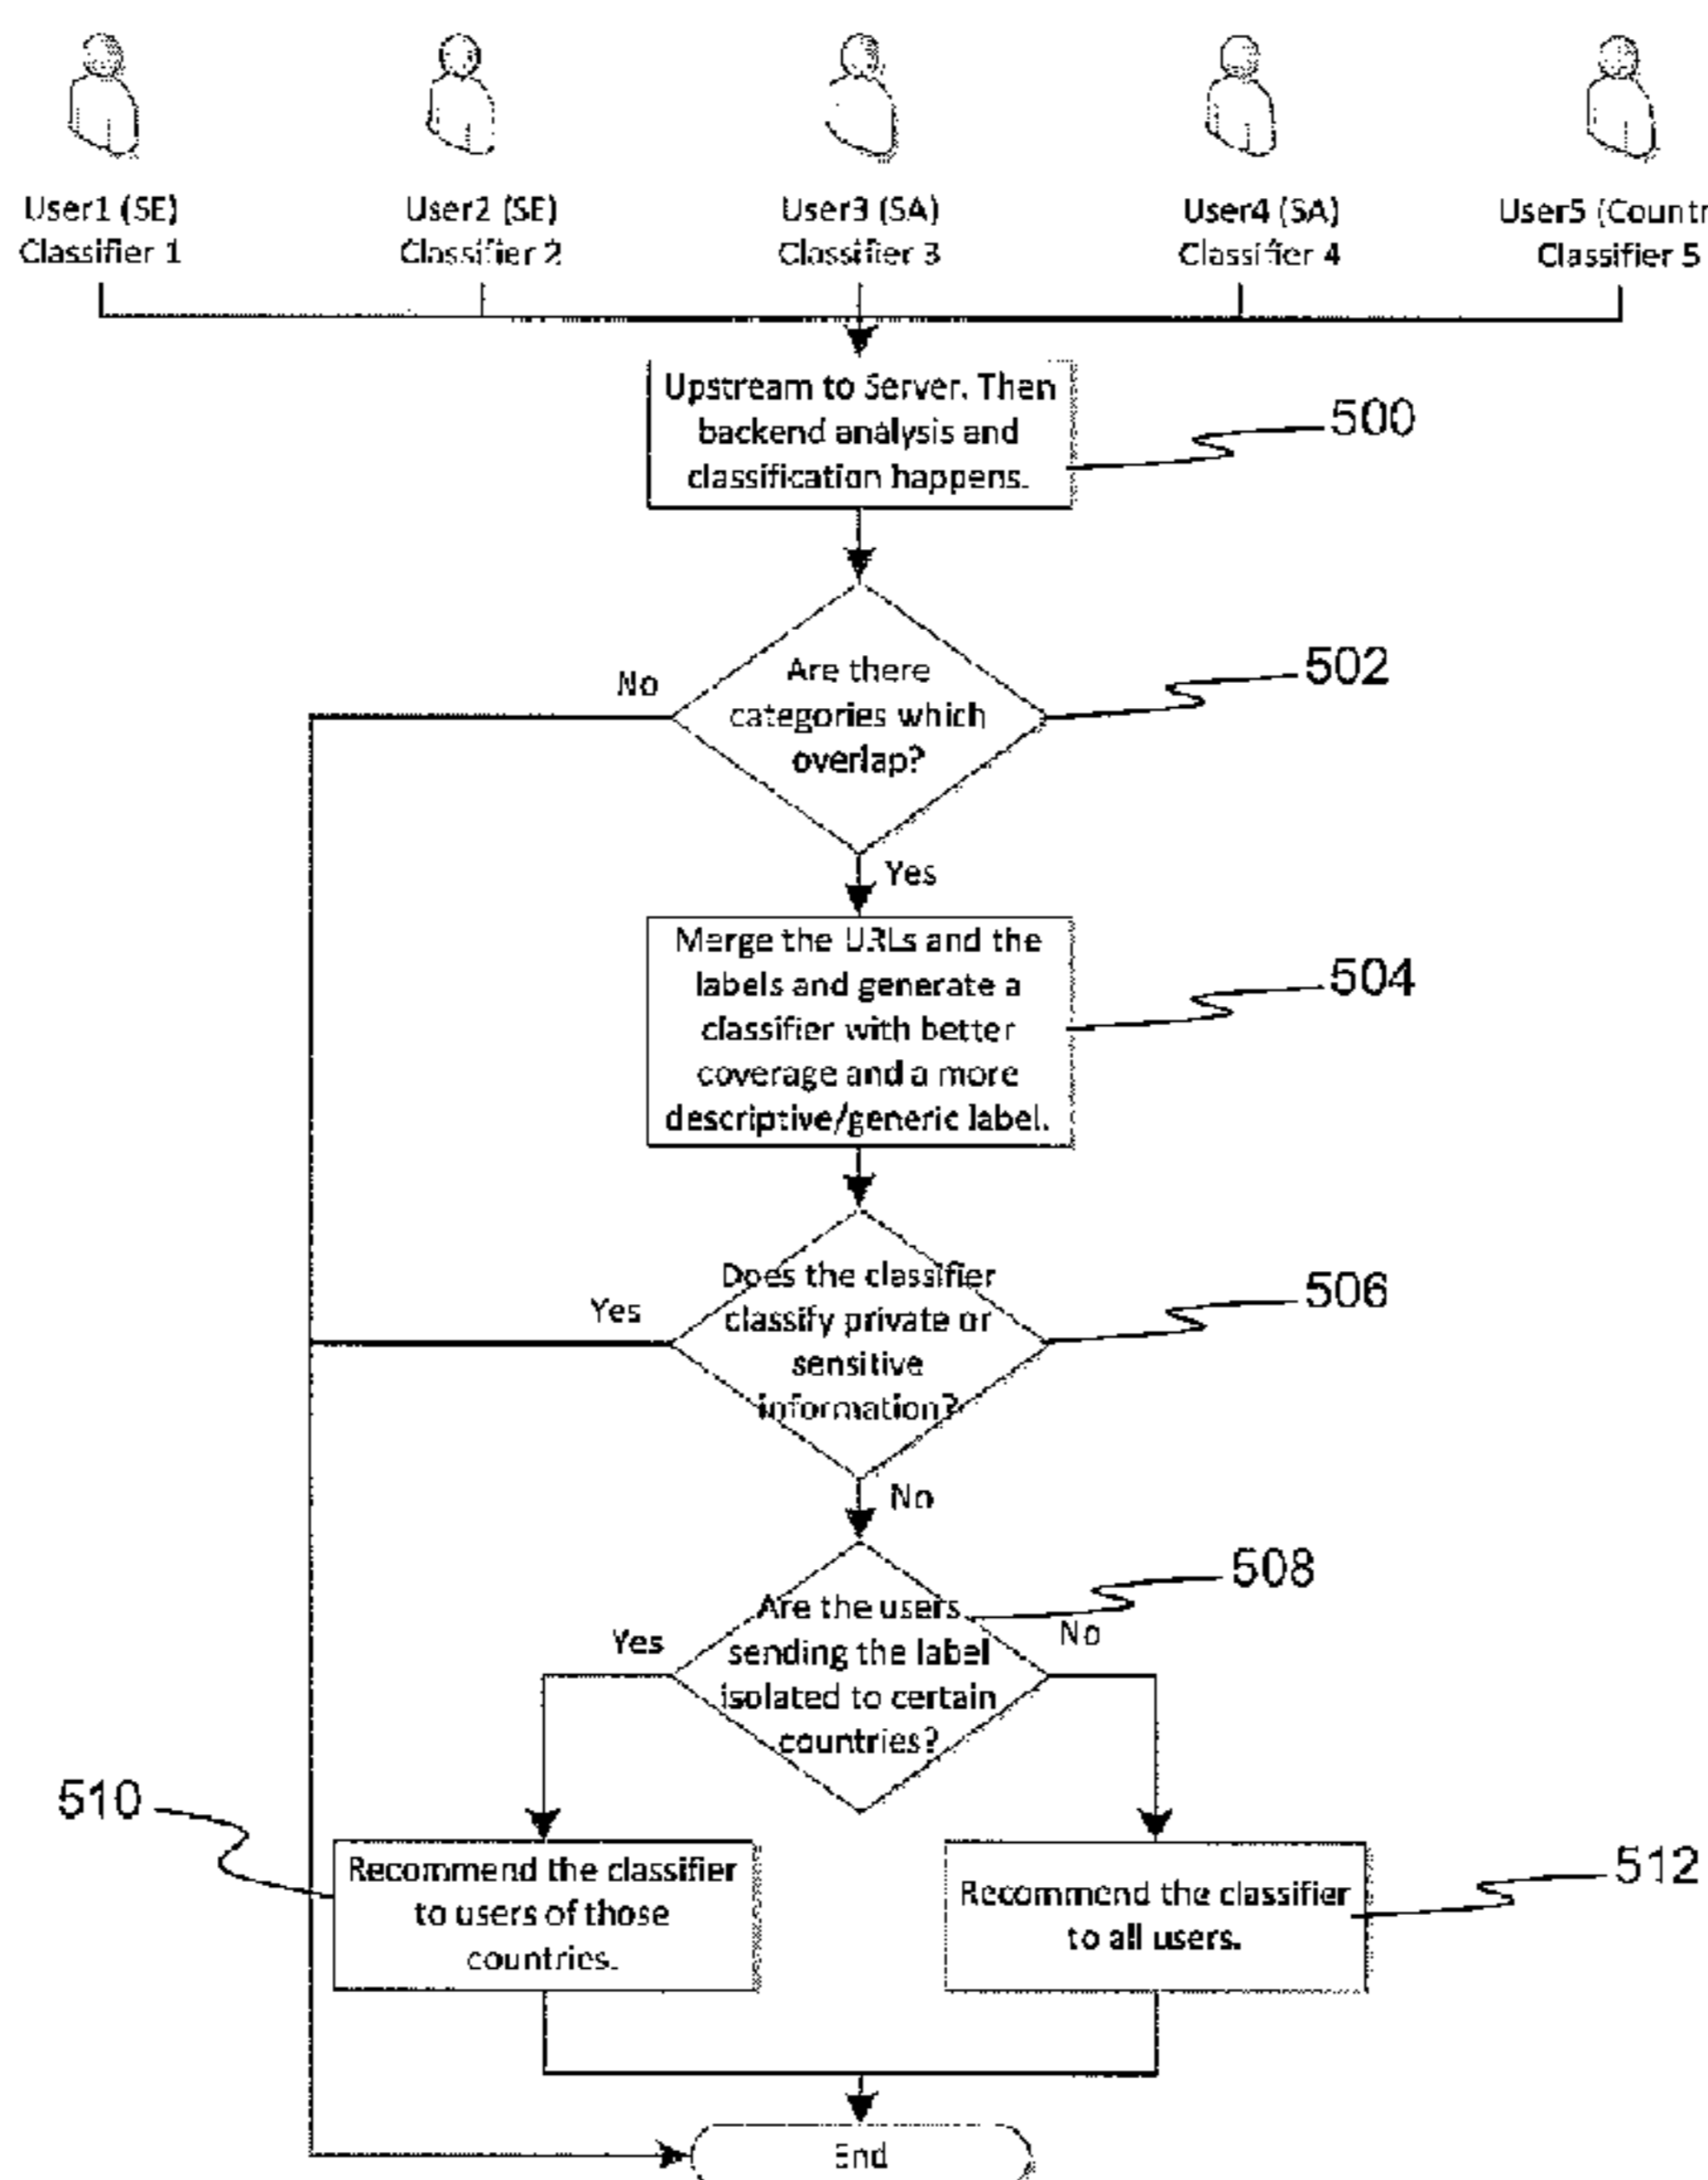 User1 (SE)
Classifier 1
User2 (SE)
Classifier 2
User3 (SA)
Classifier 3
User4 (SA)
Classifier 4
User5 (Countr
Classifier 5
Upstream to Server. Then
backend analysis and
classification happens.
500
Are there
categories which
overlap?
502
No
Yes
Merge the URLs and the
labels and generate a
classifier with better
coverage and a more
descriptive/generic label.
504
Does the classifier
classify private or
sensitive
information?
506
Yes
No
Are the users
sending the label
isolated to certain
countries?
508
Yes
No
510
Recommend the classifier
to users of those
countries.
Recommend the classifier
to all users.
512
End